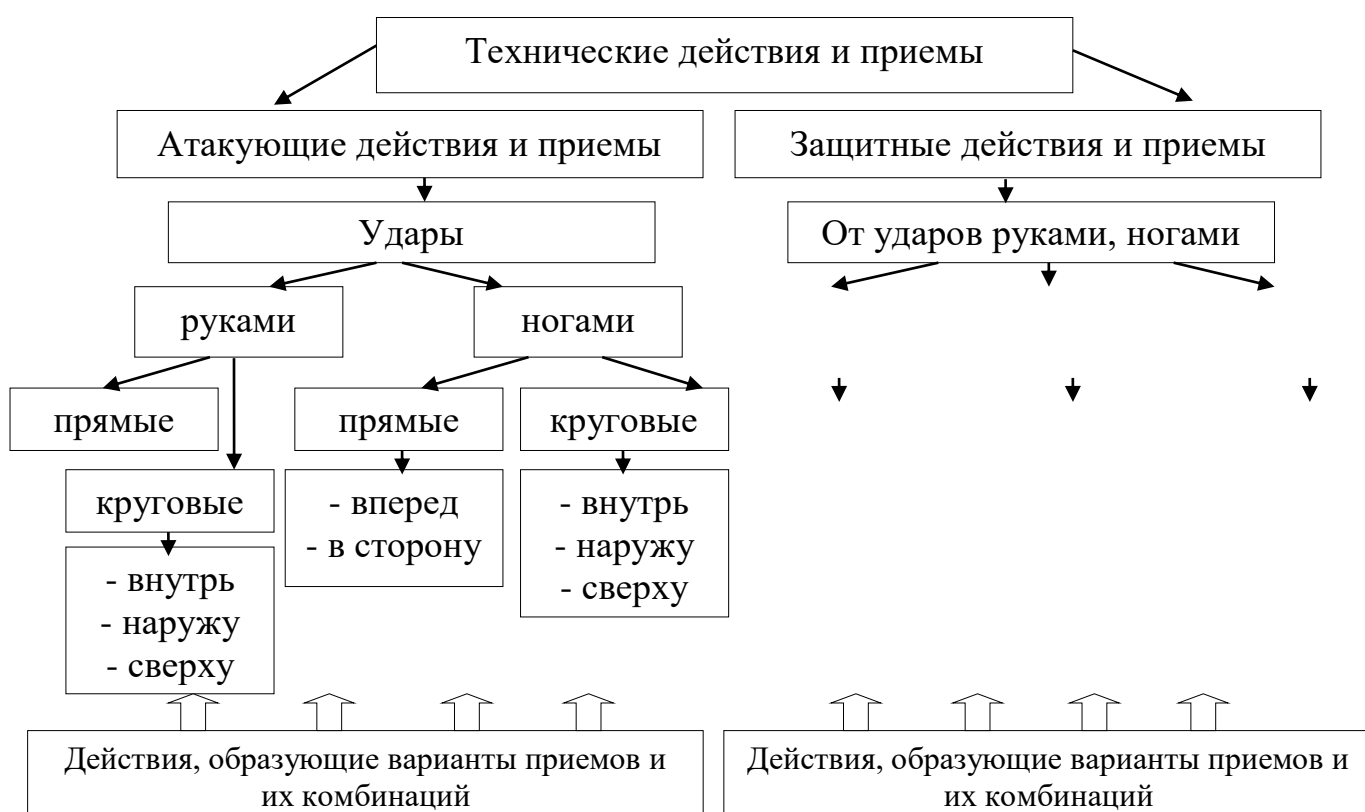 Технические действия и приемы
Атакующие действия и приемы
Защитные действия и приемы
Удары
От ударов руками, ногами
руками
ногами
прямые
прямые
круговые
круговые
- вперед
- в сторону
- внутрь
- наружу
- сверху
- внутрь
- наружу
- сверху
Действия, образующие варианты приемов и
их комбинаций
Действия, образующие варианты приемов и
их комбинаций